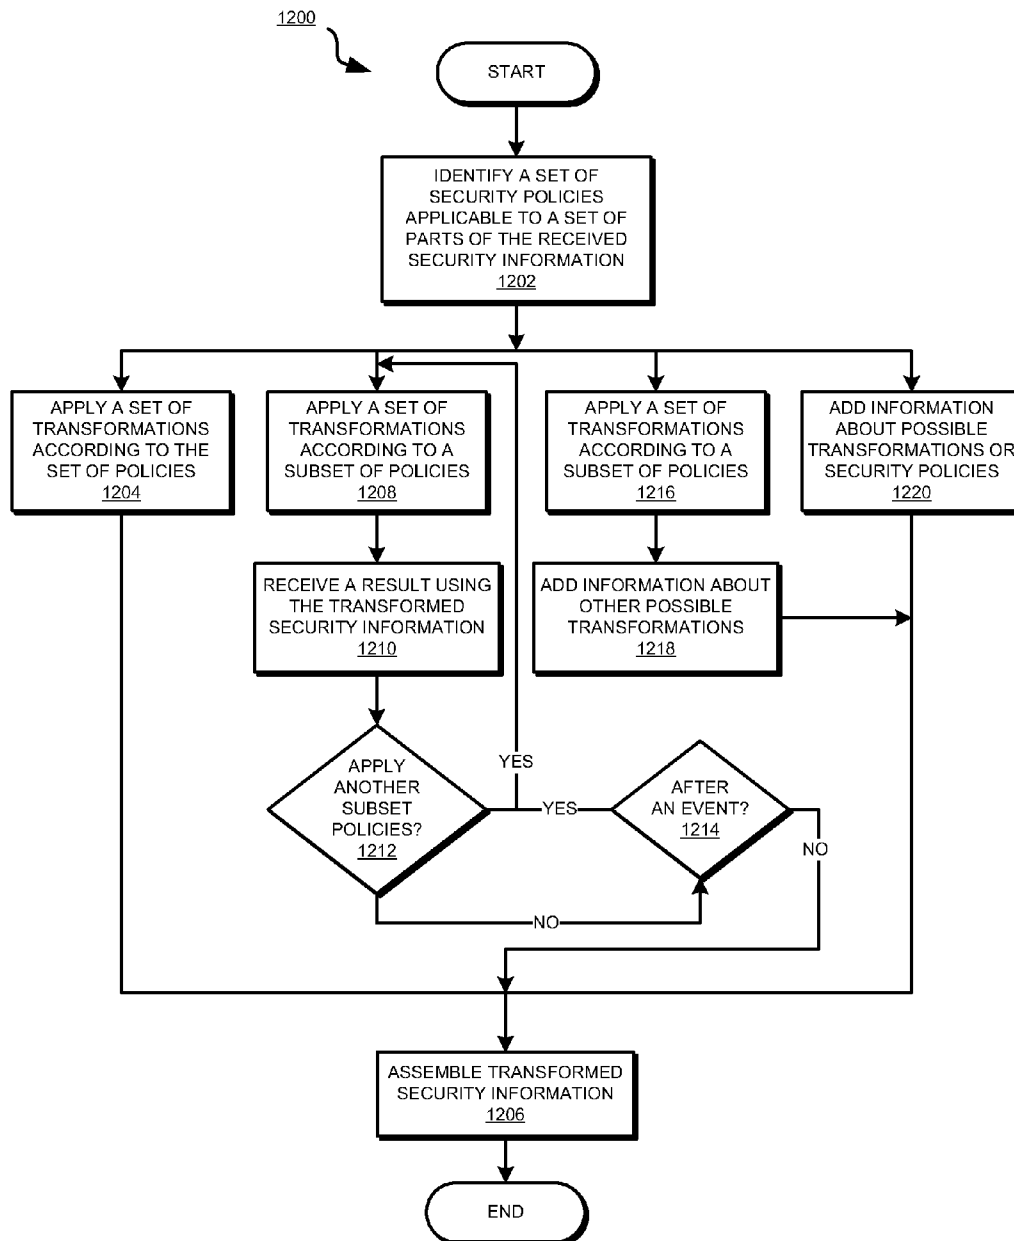 1200
START
IDENTIFY A SET OF
SECURITY POLICIES
APPLICABLE TO A SET OF
PARTS OF THE RECEIVED
SECURITY INFORMATION
1202
APPLY A SET OF
TRANSFORMATIONS
ACCORDING TO THE
SET OF POLICIES
1204
APPLY A SET OF
TRANSFORMATIONS
ACCORDING TO A
SUBSET OF POLICIES
1208
APPLY A SET OF
TRANSFORMATIONS
ACCORDING TO A
SUBSET OF POLICIES
1216
ADD INFORMATION
ABOUT POSSIBLE
TRANSFORMATIONS OR
SECURITY POLICIES
1220
RECEIVE A RESULT USING
THE TRANSFORMED
SECURITY INFORMATION
1210
ADD INFORMATION ABOUT
OTHER POSSIBLE
TRANSFORMATIONS
1218
APPLY
ANOTHER
SUBSET
POLICIES?
1212
YES
YES
AFTER
AN EVENT?
1214
NO
NO
ASSEMBLE TRANSFORMED
SECURITY INFORMATION
1206
END